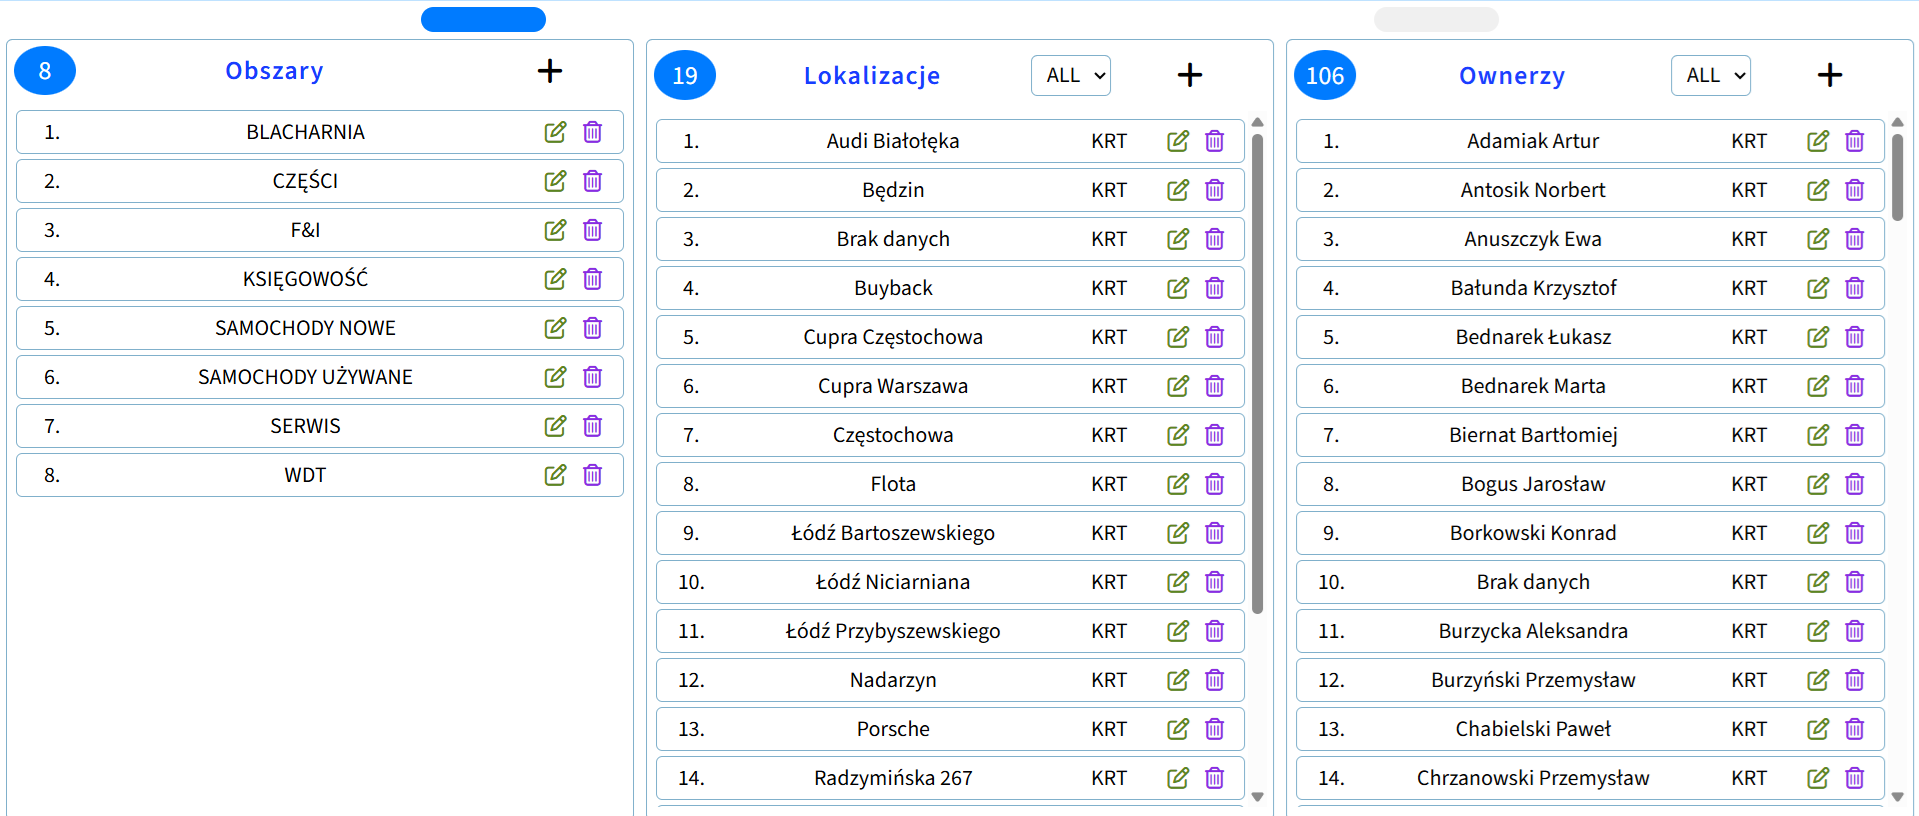 8 Obszary +
1. BLACHARNIA
2. CZĘŚCI
3. F&I
4. KSIĘGOWOŚĆ
5. SAMOCHODY NOWE
6. SAMOCHODY UŻYWANE
7. SERWIS
8. WDT
19 Lokalizacje ALL +
1. Audi Białołęka KRT
2. Będzin KRT
3. Brak danych KRT
4. Buyback KRT
5. Cupra Częstochowa KRT
6. Cupra Warszawa KRT
7. Częstochowa KRT
8. Flota KRT
9. Łódź Bartoszewskiego KRT
10. Łódź Niciarniana KRT
11. Łódź Przybyszewskiego KRT
12. Nadarzyn KRT
13. Porsche KRT
14. Radzymińska 267 KRT
106 Ownerzy ALL +
1. Adamiak Artur KRT
2. Antosik Norbert KRT
3. Anuszczyk Ewa KRT
4. Bałunda Krzysztof KRT
5. Bednarek Łukasz KRT
6. Bednarek Marta KRT
7. Biernat Bartłomiej KRT
8. Bogus Jarosław KRT
9. Borkowski Konrad KRT
10. Brak danych KRT
11. Burzycka Aleksandra KRT
12. Burzyński Przemysław KRT
13. Chabielski Paweł KRT
14. Chrzanowski Przemysław KRT